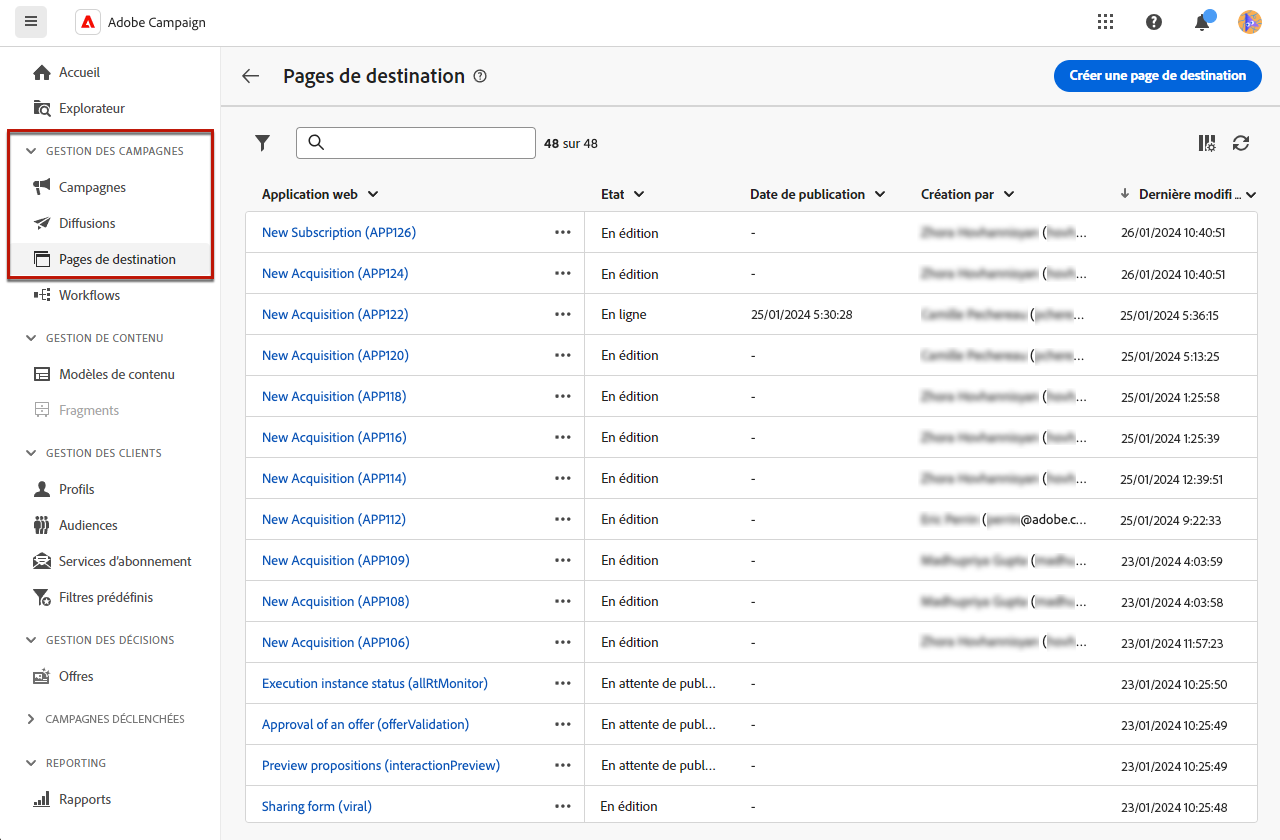 Adobe Campaign
Accueil
Explorateur
GESTION DES CAMPAGNES
Campagnes
Diffusions
Pages de destination
Workflows
GESTION DE CONTENU
Modèles de contenu
Fragments
GESTION DES CLIENTS
Profils
Audiences
Services d'abonnement
Filtres prédéfinis
GESTION DES DÉCISIONS
Offres
CAMPAGNES DÉCLENCHÉES
REPORTING
Rapports
Pages de destination
Créer une page de destination
48 sur 48
Application web Etat Date de publication Création par Dernière modifi...
New Subscription (APP126) En édition - 26/01/2024 10:40:51
New Acquisition (APP124) En édition - 26/01/2024 10:40:51
New Acquisition (APP122) En ligne 25/01/2024 5:30:28 25/01/2024 5:36:15
New Acquisition (APP120) En édition - 25/01/2024 5:13:25
New Acquisition (APP118) En édition - 25/01/2024 1:25:58
New Acquisition (APP116) En édition - 25/01/2024 1:25:39
New Acquisition (APP114) En édition - 25/01/2024 12:39:51
New Acquisition (APP112) En édition - @adobe.c... 25/01/2024 9:22:33
New Acquisition (APP109) En édition - 23/01/2024 4:03:59
New Acquisition (APP108) En édition - 23/01/2024 4:03:58
New Acquisition (APP106) En édition - 23/01/2024 11:57:23
Execution instance status (allRtMonitor) En attente de publ... - 23/01/2024 10:25:50
Approval of an offer (offerValidation) En attente de publ... - 23/01/2024 10:25:49
Preview propositions (interactionPreview) En attente de publ... - 23/01/2024 10:25:49
Sharing form (viral) En édition - 23/01/2024 10:25:48